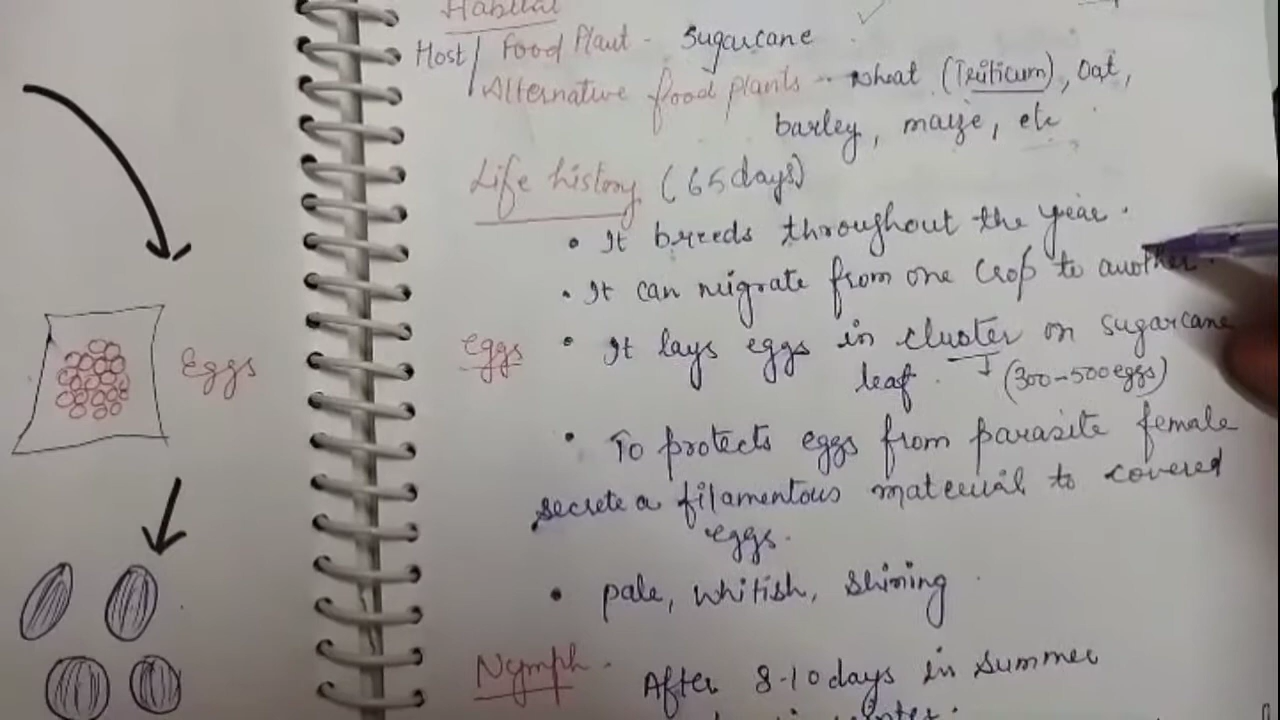 Habitat
Host / Food Plant - Sugarcane
Alternative food plants - wheat (Triticum), Oat,
barley, maize, etc
Life history (65 days)
• It breeds throughout the year.
• It can migrate from one crop to another.
eggs • It lays eggs in cluster on sugarcane
leaf. ↓ (300-500 eggs)
• To protects eggs from parasite female
secrete a filamentous material to covered
eggs.
• pale, whitish, shining
Nymph. After 8-10 days in summer
Eggs